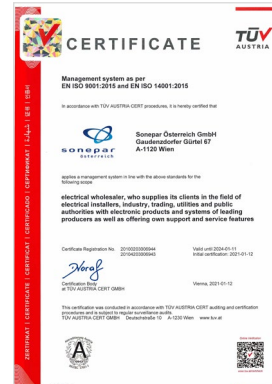 CERTIFICATE
TÜV
AUSTRIA
Management system as per
EN ISO 9001:2015 and EN ISO 14001:2015
In accordance with TÜV AUSTRIA CERT procedures, it is hereby certified that
sonepar
österreich
Sonepar Österreich GmbH
Gaudenzdorfer Gürtel 67
A-1120 Wien
applies a management system in line with the above standards for the
following scope
electrical wholesaler, who supplies its clients in the field of
electrical installers, industry, trading, utilities and public
authorities with electronic products and systems of leading
producers as well as offering own support and service features
Certificate Registration No. 20100203006944
20104203006943
Valid until 2024-01-11
Initial certification: 2021-01-12
Certification Body
at TÜV AUSTRIA CERT GMBH
Vienna, 2021-01-12
This certification was conducted in accordance with TÜV AUSTRIA CERT auditing and certification
procedures and is subject to regular surveillance audits.
TÜV AUSTRIA CERT GMBH Deutschstraße 10 A-1230 Wien www.tuv.at
ZERTIFIKAT | CERTIFICATE | CERTIFICAT | CERTIFICADO | СЕРТИФИКАТ